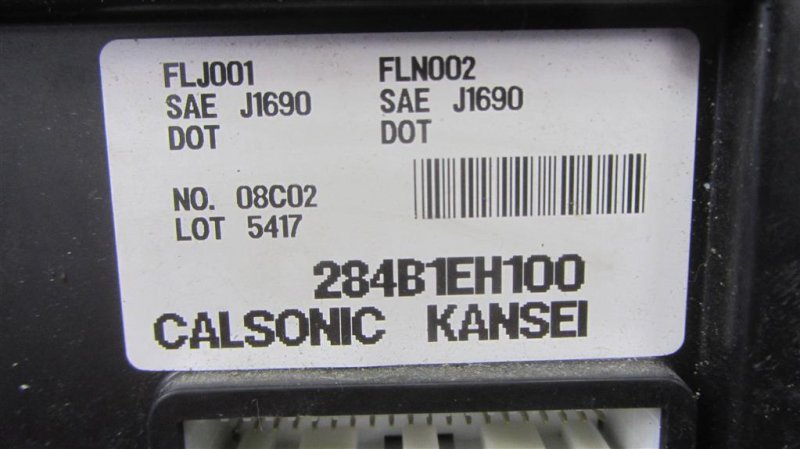 FLJ001 FLN002
SAE J1690 SAE J1690
DOT DOT
NO. 08C02
LOT 5417
284B1EH100
CALSONIC KANSEI